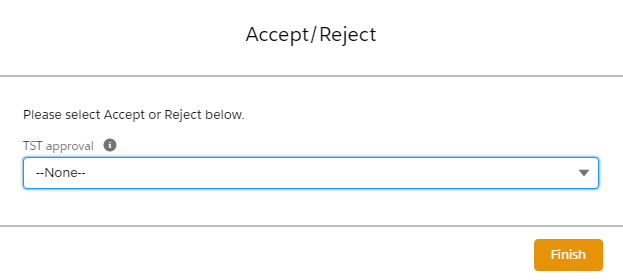 Accept/Reject
Please select Accept or Reject below.
TST approval
--None--
Finish